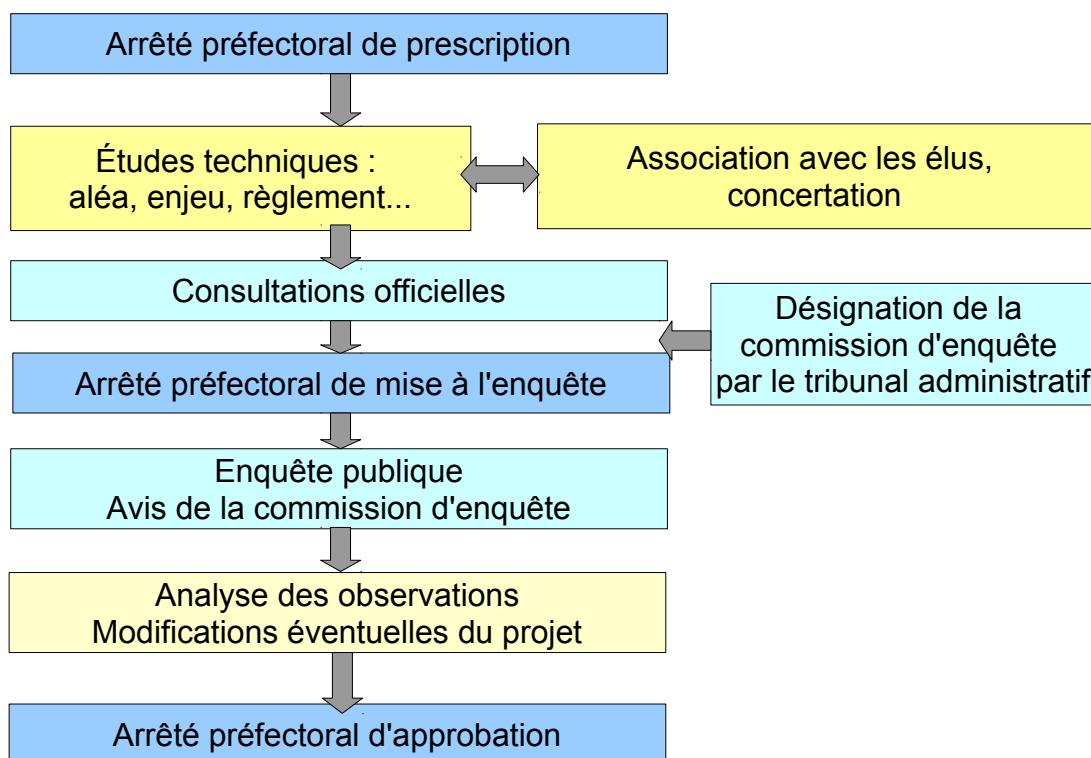 Arrêté préfectoral de prescription
Études techniques :
aléa, enjeu, règlement...
Association avec les élus,
concertation
Consultations officielles
Désignation de la
commission d'enquête
par le tribunal administratif
Arrêté préfectoral de mise à l'enquête
Enquête publique
Avis de la commission d'enquête
Analyse des observations
Modifications éventuelles du projet
Arrêté préfectoral d'approbation